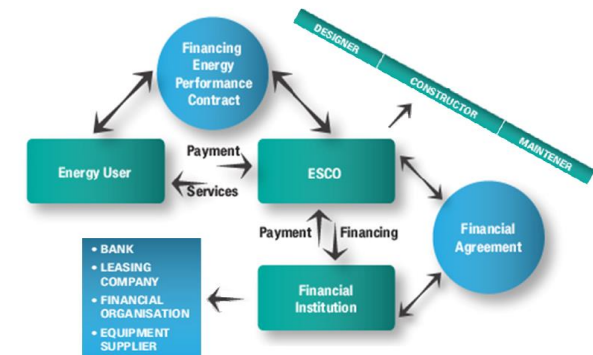 Financing
Energy
Performance
Contract
DESIGNER
CONSTRUCTOR
MAINTENER
Energy User
Payment
Services
ESCO
Payment
Financing
Financial
Agreement
• BANK
• LEASING
COMPANY
• FINANCIAL
ORGANISATION
• EQUIPMENT
SUPPLIER
Financial
Institution